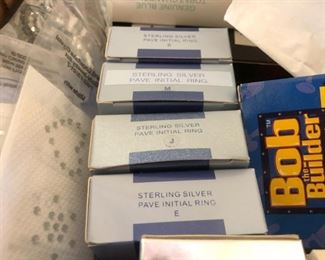 GENUINE BLUE
STERLING SILVER
PAVE INITIAL RING
STERLING SILVER
PAVE INITIAL RING
M
STERLING SILVER
PAVE INITIAL RING
J
STERLING SILVER
PAVE INITIAL RING
E
Bob
the
Builder
TM